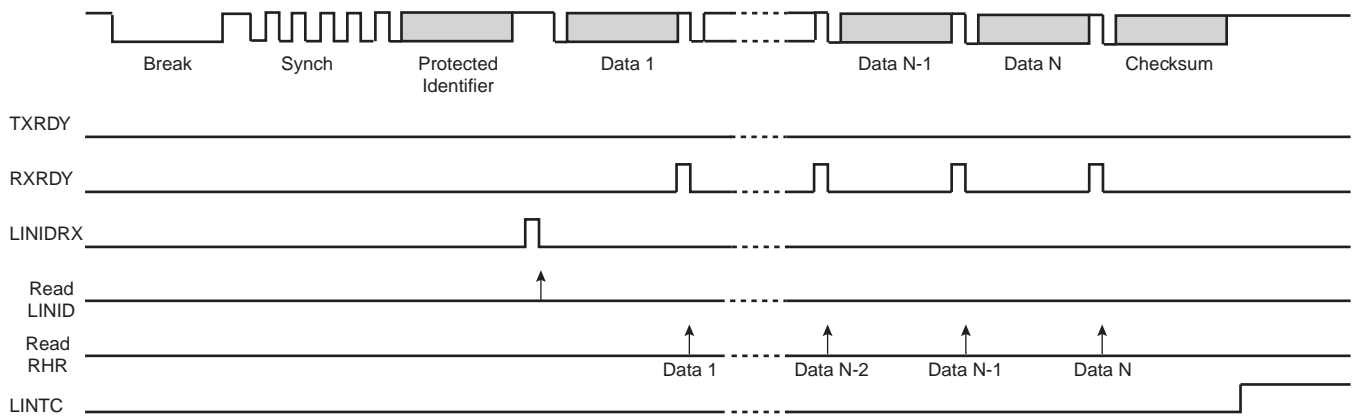 Break
Synch
Protected
Identifier
Data 1
Data N-1
Data N
Checksum
TXRDY
RXRDY
LINIDRX
Read
LINID
Read
RHR
Data 1
Data N-2
Data N-1
Data N
LINTC